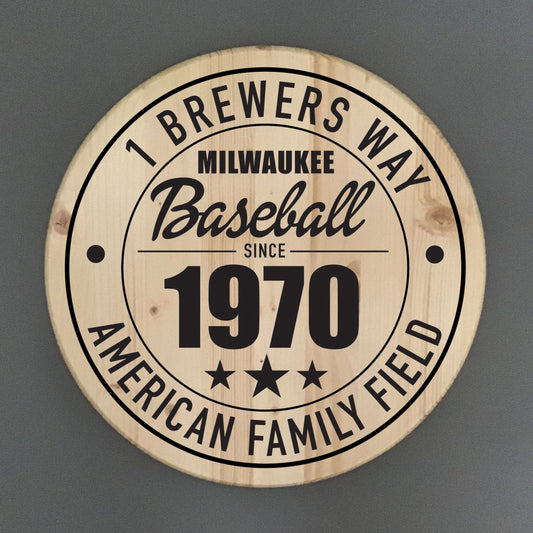 1 BREWERS WAY
MILWAUKEE
Baseball
SINCE
1970
AMERICAN FAMILY FIELD